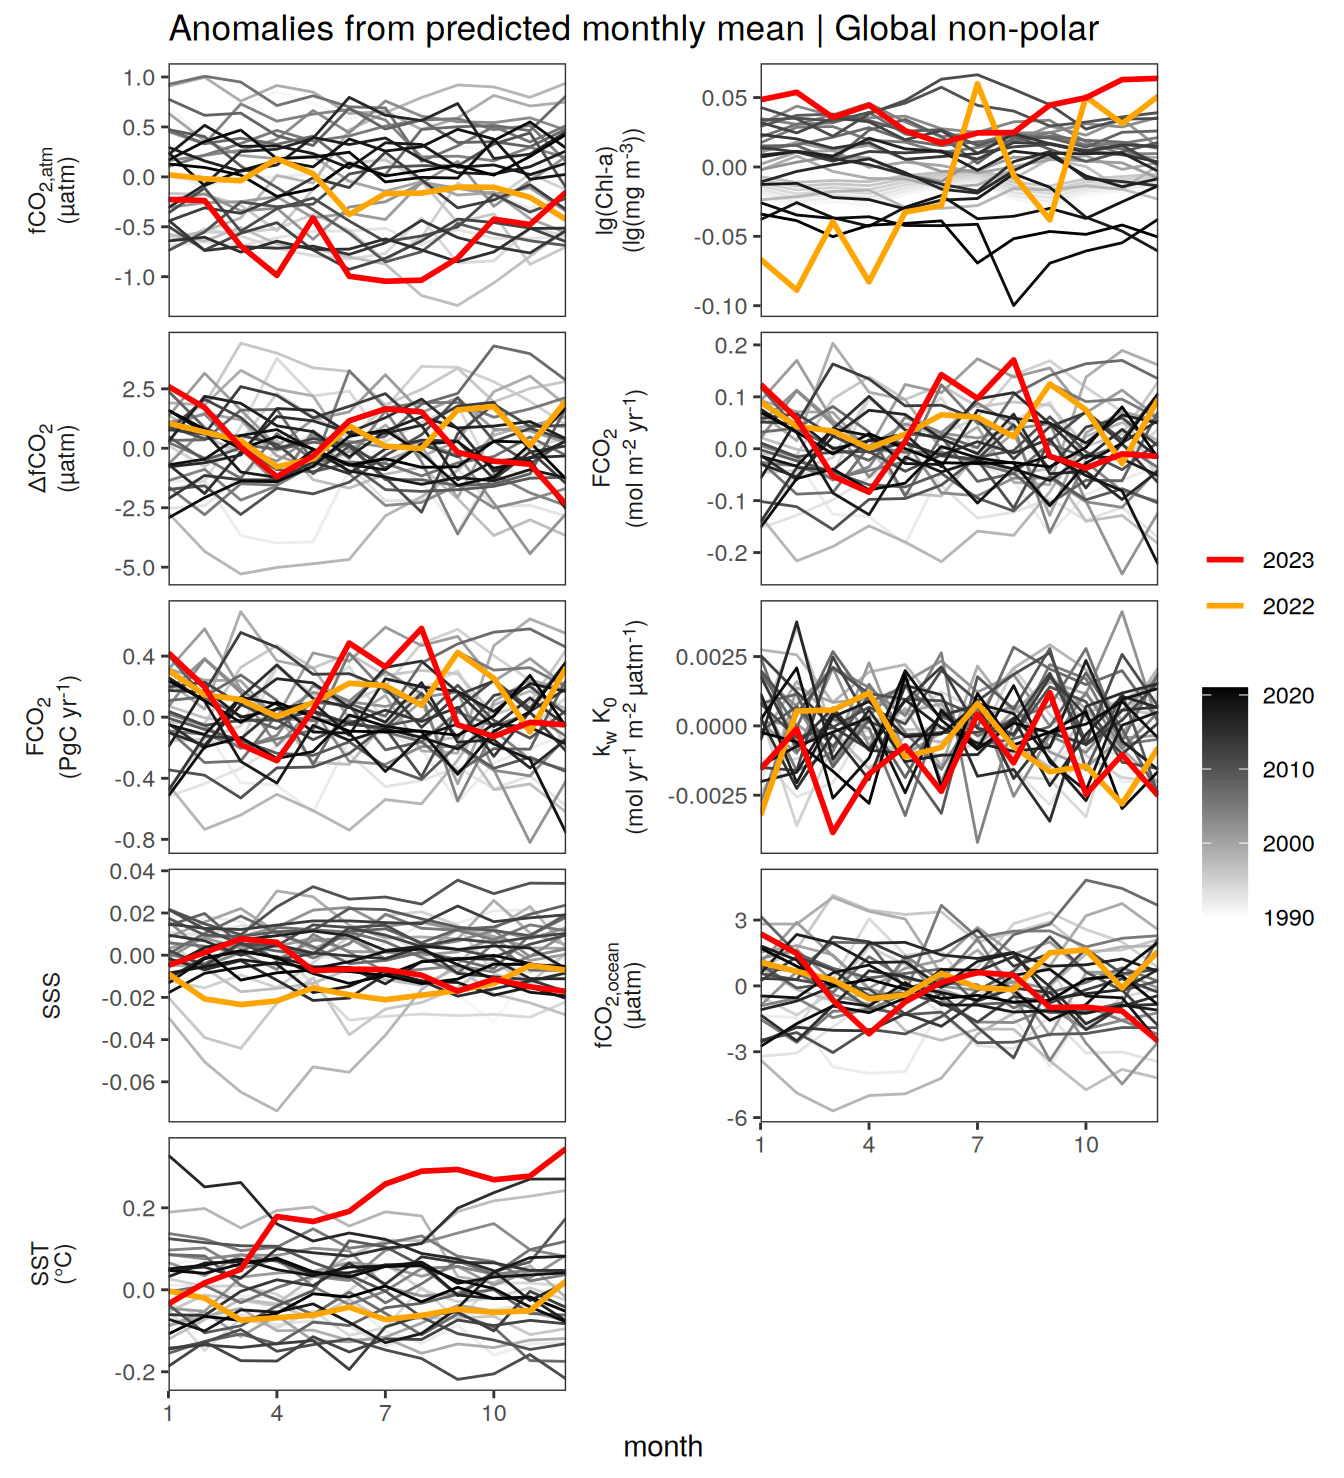 Anomalies from predicted monthly mean | Global non-polar
fCO2,atm
(µatm)
1.0
0.5
0.0
-0.5
-1.0
lg(Chl-a)
(lg(mg m-3))
0.05
0.00
-0.05
-0.10
ΔfCO2
(µatm)
2.5
0.0
-2.5
-5.0
FCO2
(mol m-2 yr-1)
0.2
0.1
0.0
-0.1
-0.2
FCO2
(PgC yr-1)
0.4
0.0
-0.4
-0.8
kw K0
(mol yr-1 m-2 µatm-1)
0.0025
0.0000
-0.0025
SSS
0.04
0.02
0.00
-0.02
-0.04
-0.06
fCO2,ocean
(µatm)
3
0
-3
-6
1 4 7 10
SST
(°C)
0.2
0.0
-0.2
1 4 7 10
month
2023
2022
2020
2010
2000
1990